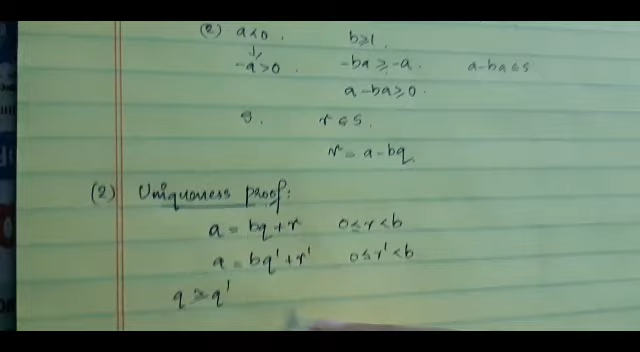 (2) a<0. b≥1.
-a>0. -ba ≥ -a. a-ba∈S
a-ba≥0.
S. r∈S.
r = a-bq.
(2) Uniqueness proof:
a = bq+r 0≤r<b
a = bq'+r' 0≤r'<b
q ≥ q'